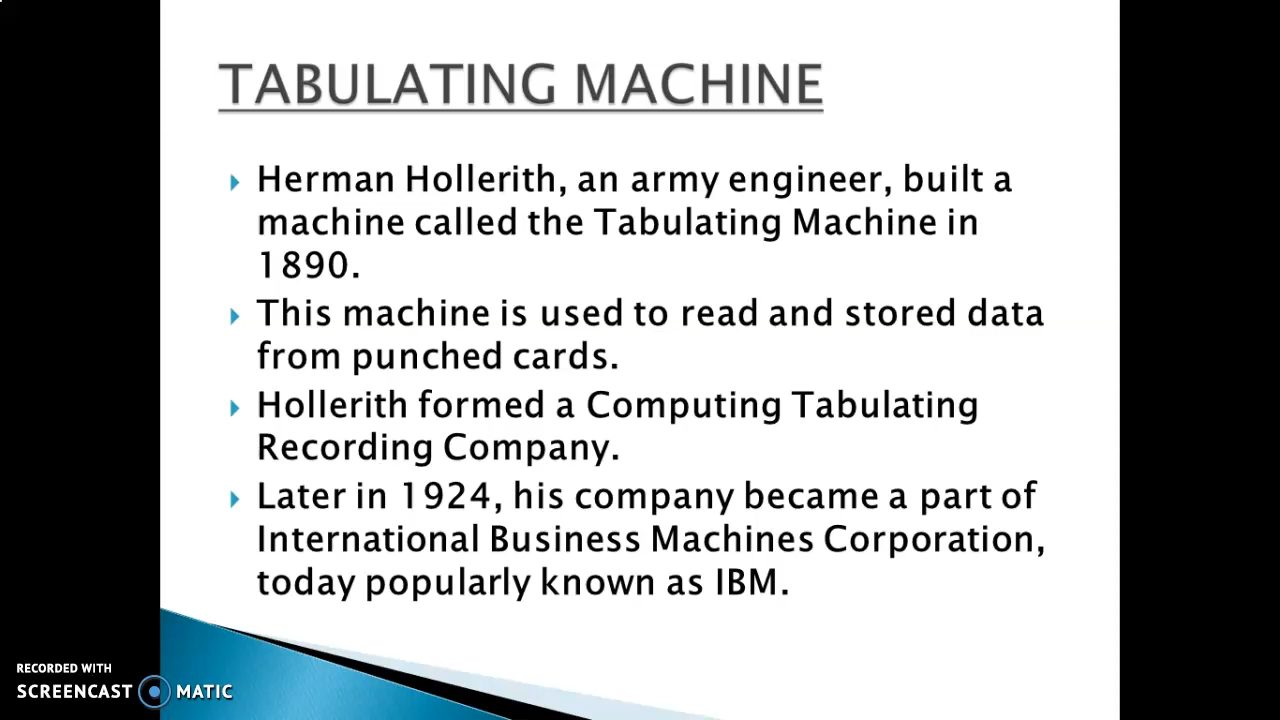 TABULATING MACHINE
Herman Hollerith, an army engineer, built a
machine called the Tabulating Machine in
1890.
This machine is used to read and stored data
from punched cards.
Hollerith formed a Computing Tabulating
Recording Company.
Later in 1924, his company became a part of
International Business Machines Corporation,
today popularly known as IBM.
RECORDED WITH
SCREENCAST MATIC